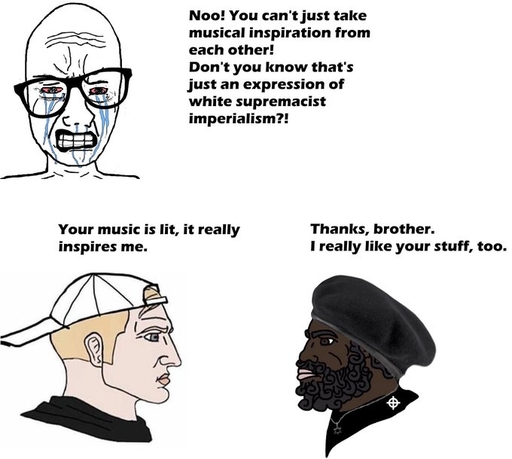 Noo! You can't just take
musical inspiration from
each other!
Don't you know that's
just an expression of
white supremacist
imperialism?!
Your music is lit, it really
inspires me.
Thanks, brother.
I really like your stuff, too.